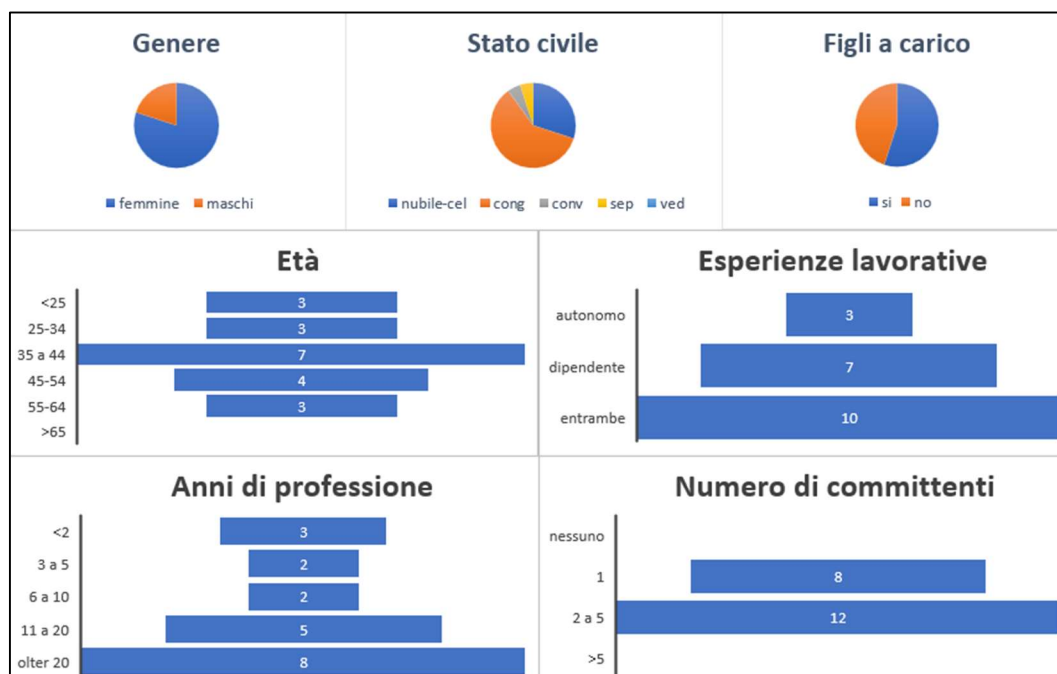 Genere
femmine maschi
Stato civile
nubile-cel cong conv sep ved
Figli a carico
si no
Età
<25 3
25-34 3
35 a 44 7
45-54 4
55-64 3
>65
Esperienze lavorative
autonomo 3
dipendente 7
entrambe 10
Anni di professione
<2 3
3 a 5 2
6 a 10 2
11 a 20 5
olter 20 8
Numero di committenti
nessuno
1 8
2 a 5 12
>5